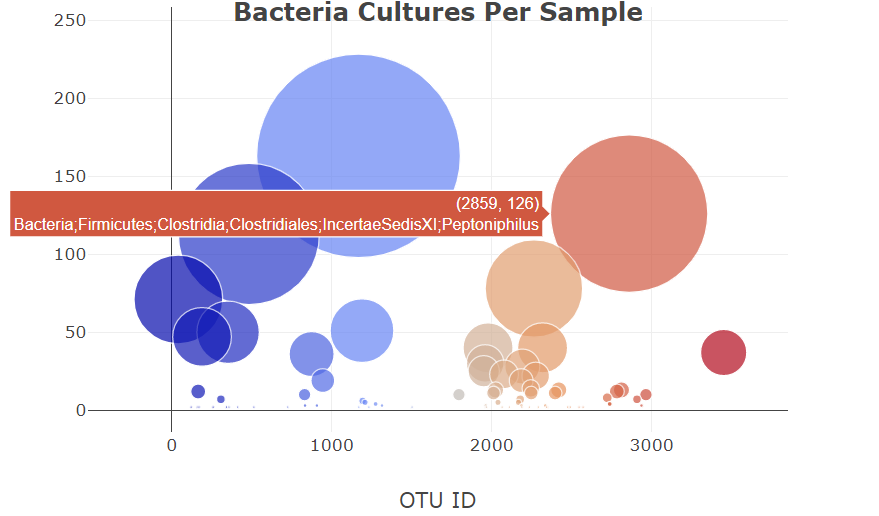 Bacteria Cultures Per Sample
250
200
150
(2859, 126)
Bacteria;Firmicutes;Clostridia;Clostridiales;IncertaeSedisXI;Peptoniphilus
100
50
0
0 1000 2000 3000
OTU ID